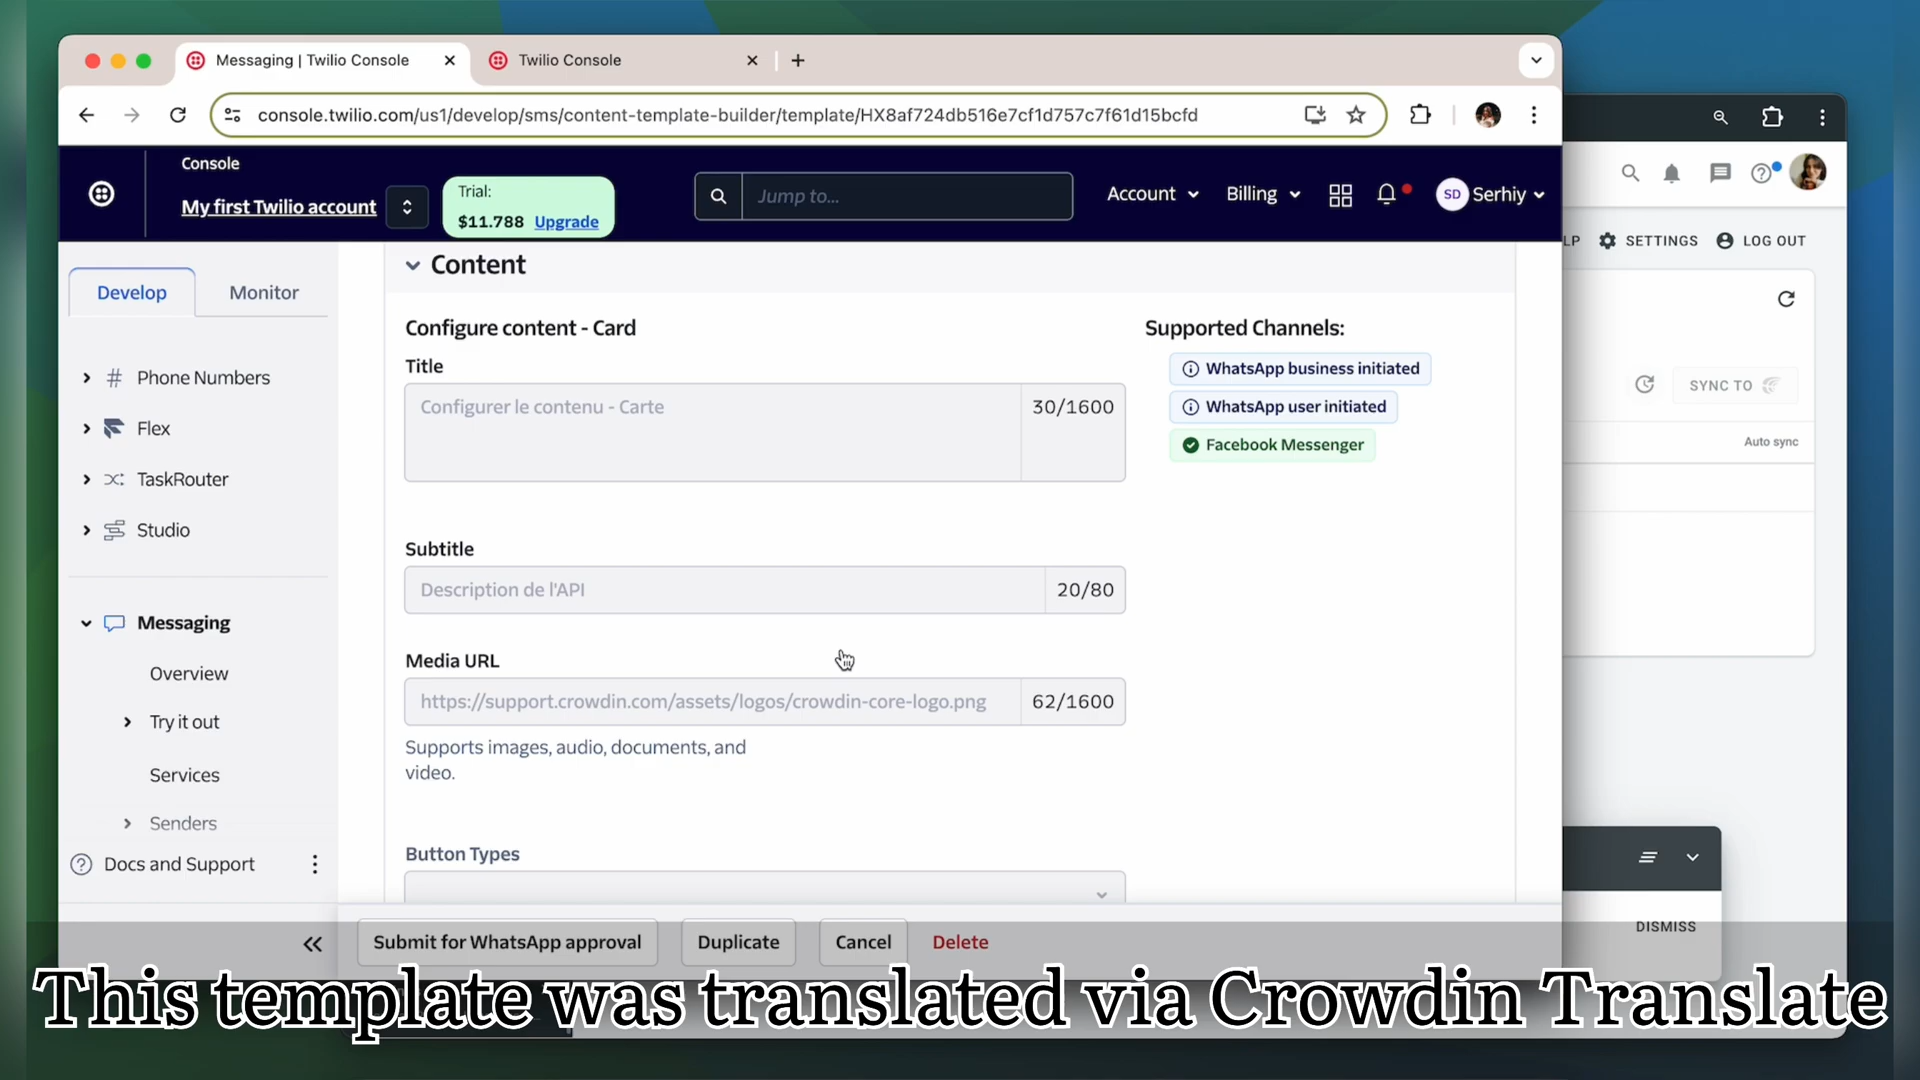 Messaging | Twilio Console
Twilio Console
console.twilio.com/us1/develop/sms/content-template-builder/template/HX8af724db516e7cf1d757c7f61d15bcfd
Console
My first Twilio account
Trial:
$11.788 Upgrade
Jump to...
Account
Billing
SD Serhiy
LP
SETTINGS
LOG OUT
Develop
Monitor
Phone Numbers
Flex
TaskRouter
Studio
Messaging
Overview
Try it out
Services
Senders
Docs and Support
Content
Configure content - Card
Title
Configurer le contenu - Carte
30/1600
Subtitle
Description de l'API
20/80
Media URL
https://support.crowdin.com/assets/logos/crowdin-core-logo.png
62/1600
Supports images, audio, documents, and
video.
Button Types
Supported Channels:
WhatsApp business initiated
WhatsApp user initiated
Facebook Messenger
SYNC TO
Auto sync
DISMISS
Submit for WhatsApp approval
Duplicate
Cancel
Delete
This template was translated via Crowdin Translate